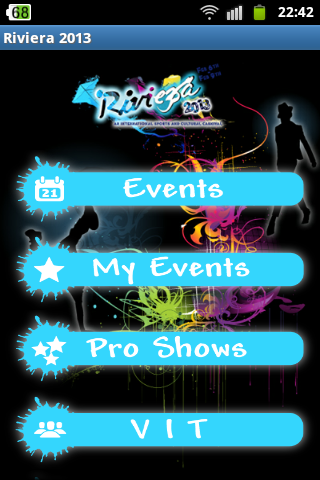 68
22:42
Riviera 2013
Riviera
2013
AN INTERNATIONAL SPORTS AND CULTURAL CARNIVAL
21
Events
My Events
Pro Shows
V I T